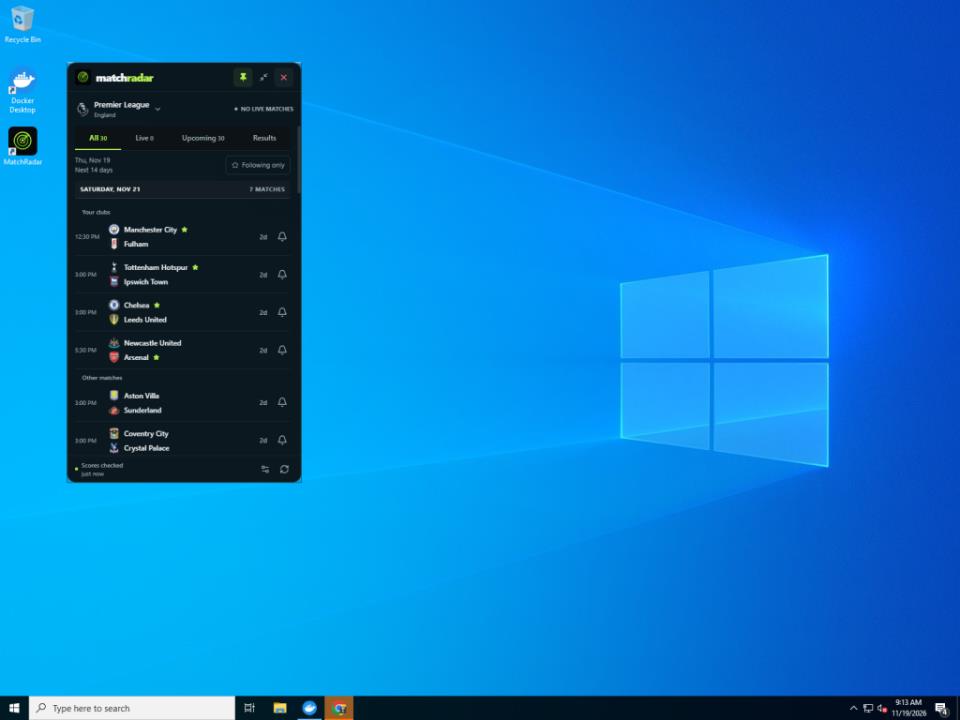 Recycle Bin
Docker
Desktop
MatchRadar
matchradar
Premier League
England
NO LIVE MATCHES
All 30 Live 0 Upcoming 30 Results
Thu, Nov 19
Next 14 days
Following only
SATURDAY, NOV 21 7 MATCHES
Your clubs
12:30 PM Manchester City 2d
Fulham
3:00 PM Tottenham Hotspur 2d
Ipswich Town
3:00 PM Chelsea 2d
Leeds United
5:30 PM Newcastle United 2d
Arsenal
Other matches
3:00 PM Aston Villa 2d
Sunderland
3:00 PM Coventry City 2d
Crystal Palace
Scores checked
just now
Type here to search
9:13 AM
11/19/2026
4